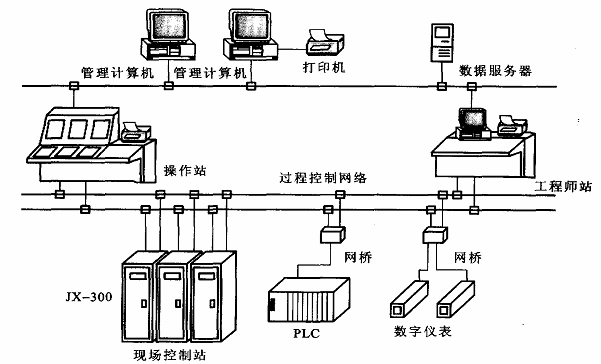 管理计算机
管理计算机
打印机
数据服务器
操作站
过程控制网络
工程师站
网桥
网桥
JX-300
PLC
数字仪表
现场控制站